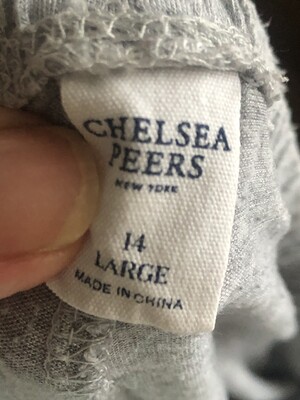 CHELSEA
PEERS
NEW YORK
14
LARGE
MADE IN CHINA